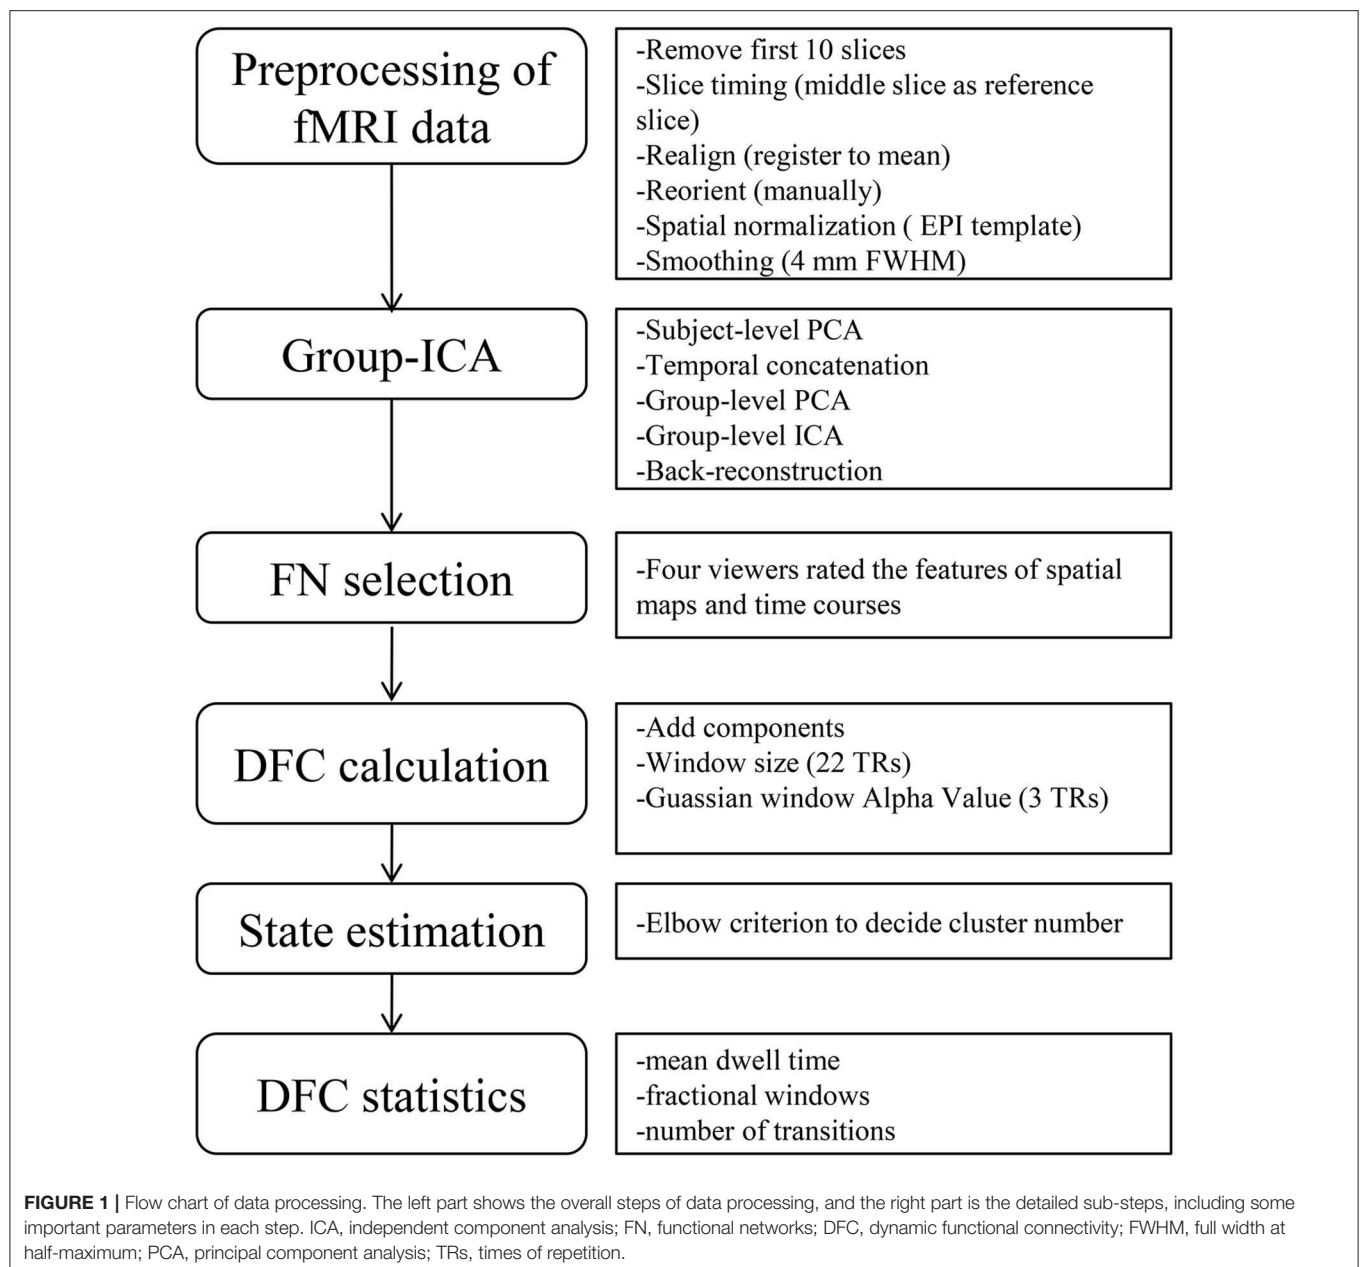 Preprocessing of
fMRI data
-Remove first 10 slices
-Slice timing (middle slice as reference
slice)
-Realign (register to mean)
-Reorient (manually)
-Spatial normalization ( EPI template)
-Smoothing (4 mm FWHM)
Group-ICA
-Subject-level PCA
-Temporal concatenation
-Group-level PCA
-Group-level ICA
-Back-reconstruction
FN selection
-Four viewers rated the features of spatial
maps and time courses
DFC calculation
-Add components
-Window size (22 TRs)
-Guassian window Alpha Value (3 TRs)
State estimation
-Elbow criterion to decide cluster number
DFC statistics
-mean dwell time
-fractional windows
-number of transitions
FIGURE 1 | Flow chart of data processing. The left part shows the overall steps of data processing, and the right part is the detailed sub-steps, including some
important parameters in each step. ICA, independent component analysis; FN, functional networks; DFC, dynamic functional connectivity; FWHM, full width at
half-maximum; PCA, principal component analysis; TRs, times of repetition.